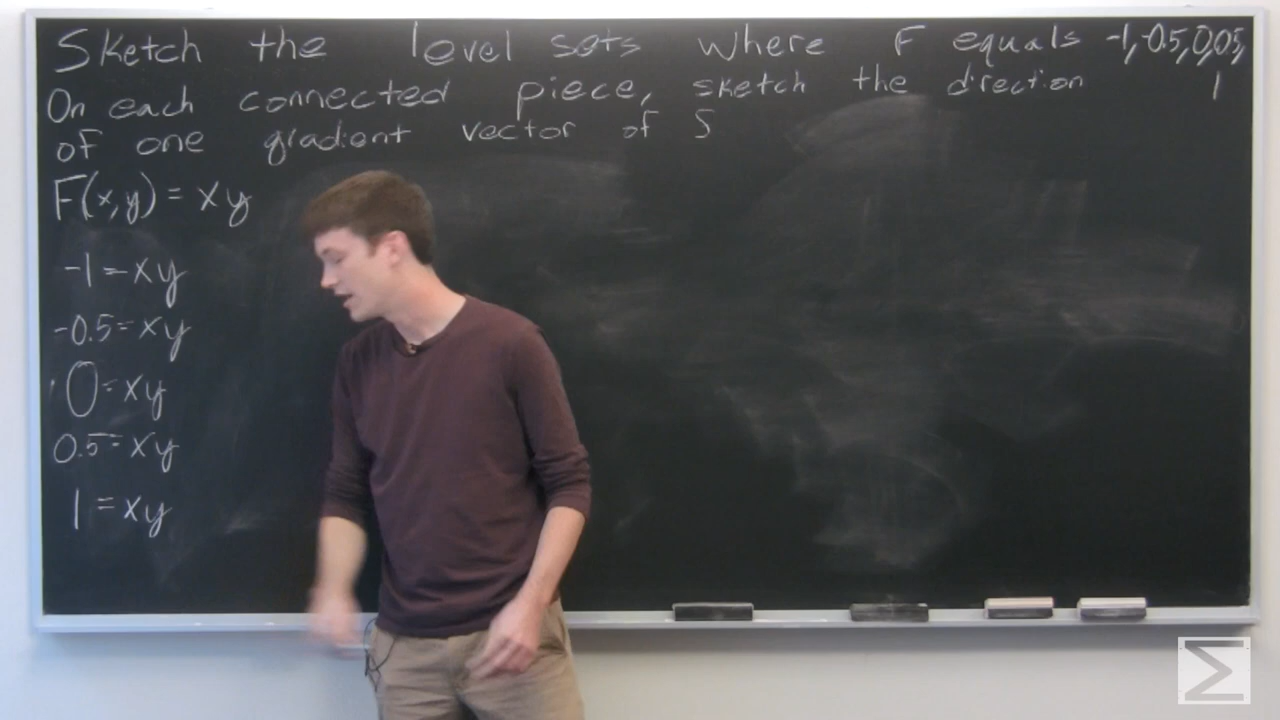 Sketch the level sets where F equals -1,-0.5,0,0.5,
1
On each connected piece, sketch the direction
of one gradient vector of S
F(x,y) = xy
-1=xy
-0.5=xy
0=xy
0.5=xy
1=xy
Σ